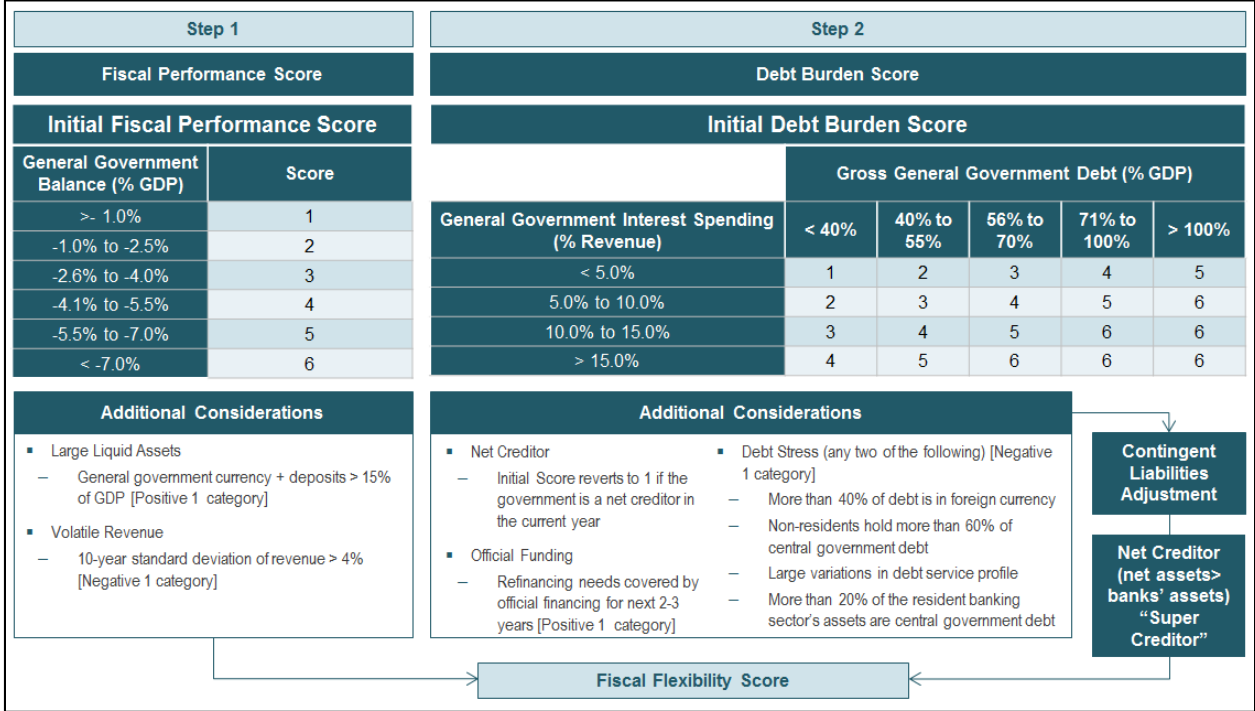 Step 1
Fiscal Performance Score
Initial Fiscal Performance Score
General Government Balance (% GDP) Score
>- 1.0% 1
-1.0% to -2.5% 2
-2.6% to -4.0% 3
-4.1% to -5.5% 4
-5.5% to -7.0% 5
< -7.0% 6
Additional Considerations
▪ Large Liquid Assets
– General government currency + deposits > 15%
of GDP [Positive 1 category]
▪ Volatile Revenue
– 10-year standard deviation of revenue > 4%
[Negative 1 category]
Step 2
Debt Burden Score
Initial Debt Burden Score
Gross General Government Debt (% GDP)
General Government Interest Spending (% Revenue) < 40% 40% to 55% 56% to 70% 71% to 100% > 100%
< 5.0% 1 2 3 4 5
5.0% to 10.0% 2 3 4 5 6
10.0% to 15.0% 3 4 5 6 6
> 15.0% 4 5 6 6 6
Additional Considerations
▪ Net Creditor
– Initial Score reverts to 1 if the
government is a net creditor in
the current year
▪ Official Funding
– Refinancing needs covered by
official financing for next 2-3
years [Positive 1 category]
▪ Debt Stress (any two of the following) [Negative
1 category]
– More than 40% of debt is in foreign currency
– Non-residents hold more than 60% of
central government debt
– Large variations in debt service profile
– More than 20% of the resident banking
sector's assets are central government debt
Contingent
Liabilities
Adjustment
Net Creditor
(net assets>
banks' assets)
"Super
Creditor"
Fiscal Flexibility Score